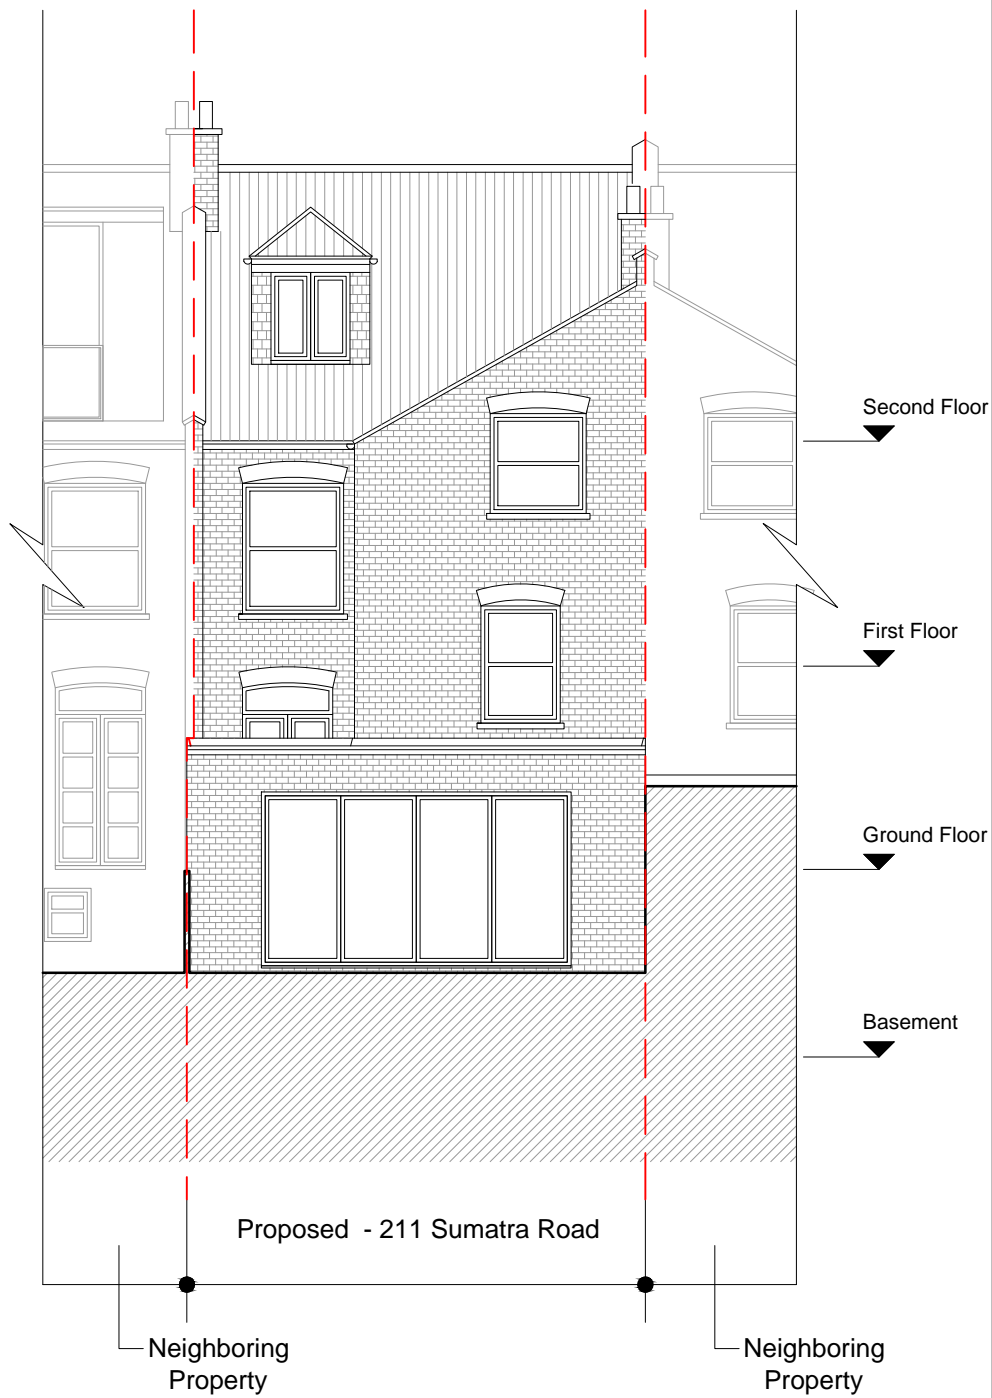 Second Floor
First Floor
Ground Floor
Basement
Proposed - 211 Sumatra Road
Neighboring
Property
Neighboring
Property